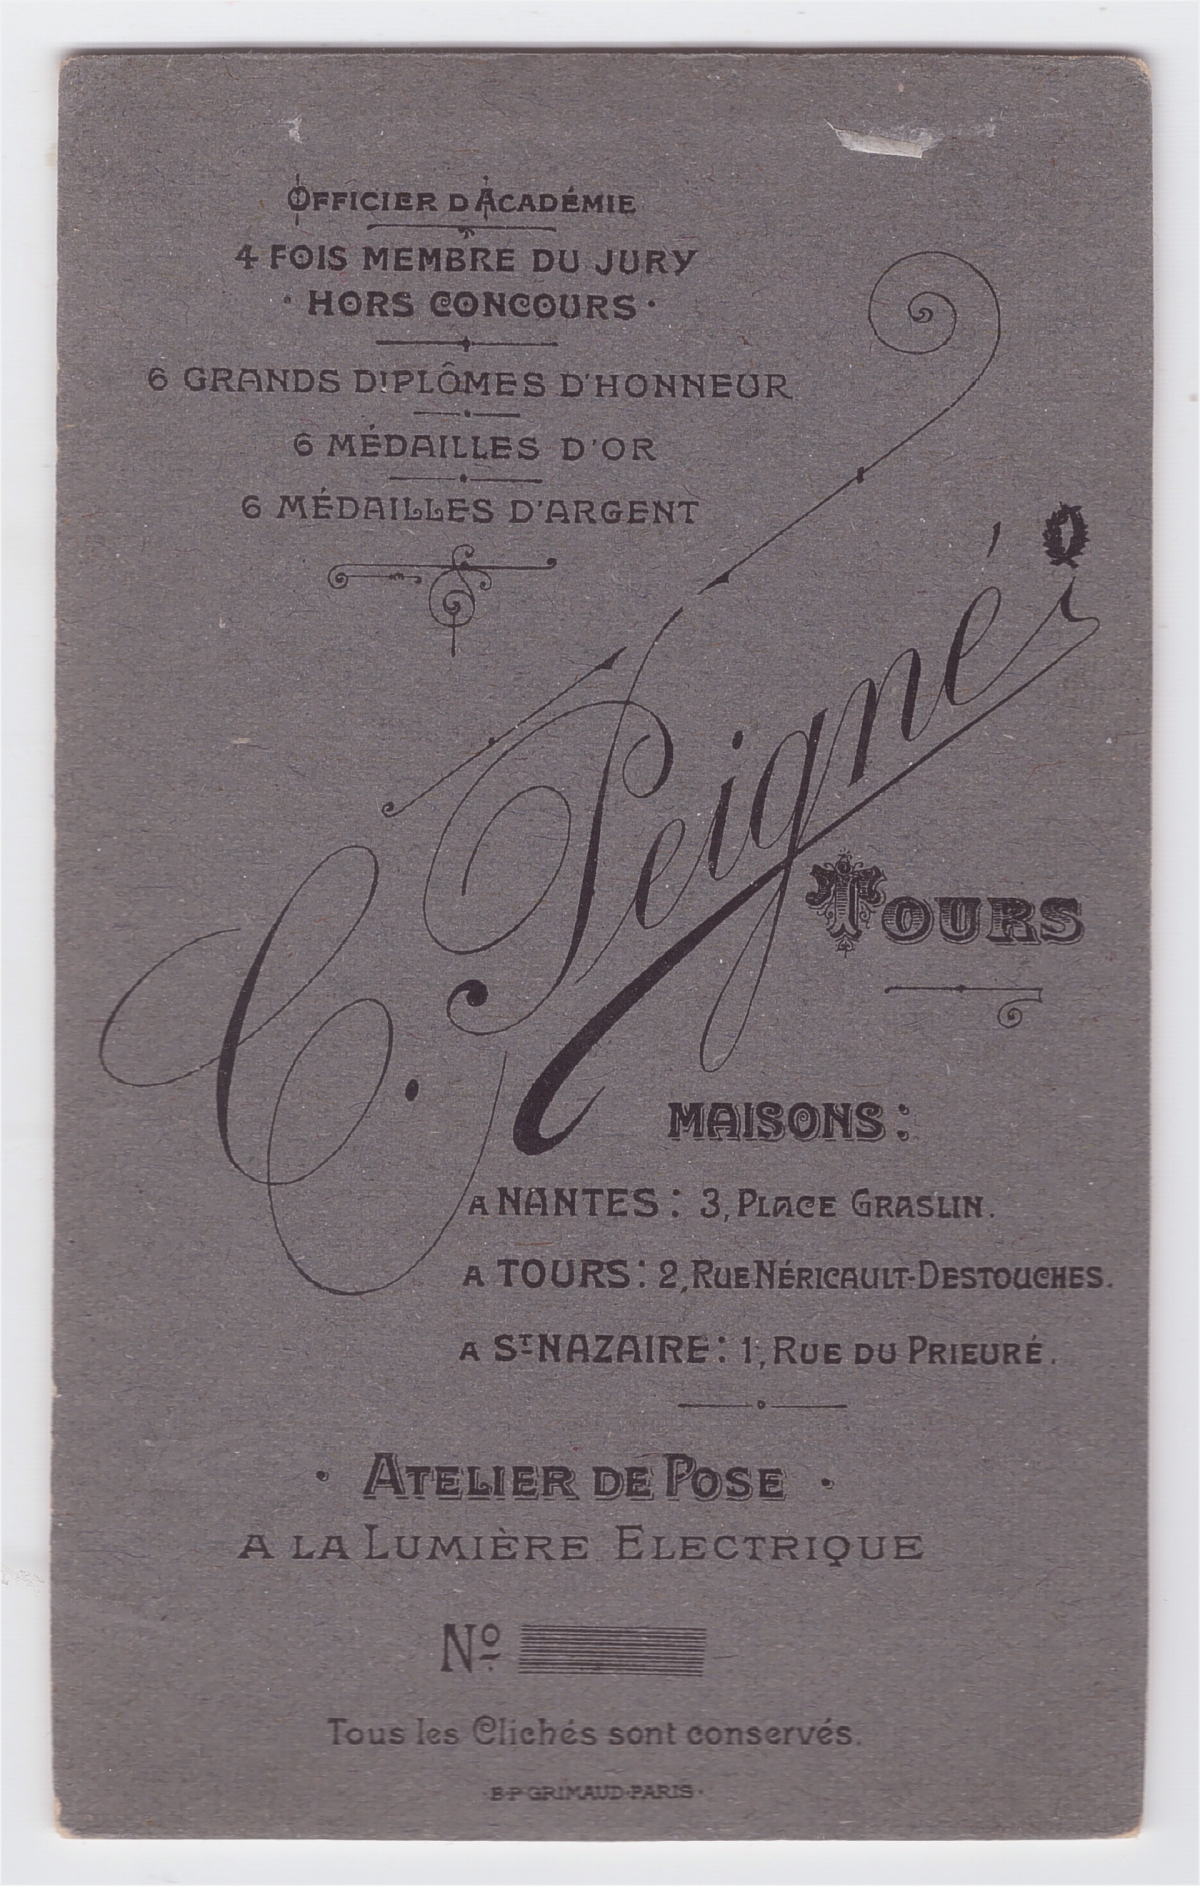 OFFICIER D'ACADÉMIE
4 FOIS MEMBRE DU JURY
· HORS CONCOURS ·
6 GRANDS DIPLÔMES D'HONNEUR
6 MÉDAILLES D'OR
6 MÉDAILLES D'ARGENT
C. Peigné
TOURS
MAISONS:
A NANTES: 3, PLACE GRASLIN.
A TOURS: 2, RUE NÉRICAULT-DESTOUCHES.
A ST NAZAIRE: 1, RUE DU PRIEURÉ.
· ATELIER DE POSE ·
A LA LUMIÈRE ELECTRIQUE
Nº
Tous les Clichés sont conservés.
·B·P·GRIMAUD·PARIS·